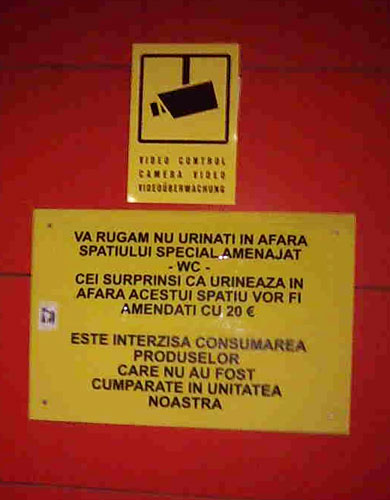 VIDEO CONTROL
CAMERA VIDEO
VIDEOÜBERWACHUNG
VA RUGAM NU URINATI IN AFARA
SPATIULUI SPECIAL AMENAJAT
- WC -
CEI SURPRINSI CA URINEAZA IN
AFARA ACESTUI SPATIU VOR FI
AMENDATI CU 20 €
ESTE INTERZISA CONSUMAREA
PRODUSELOR
CARE NU AU FOST
CUMPARATE IN UNITATEA
NOASTRA